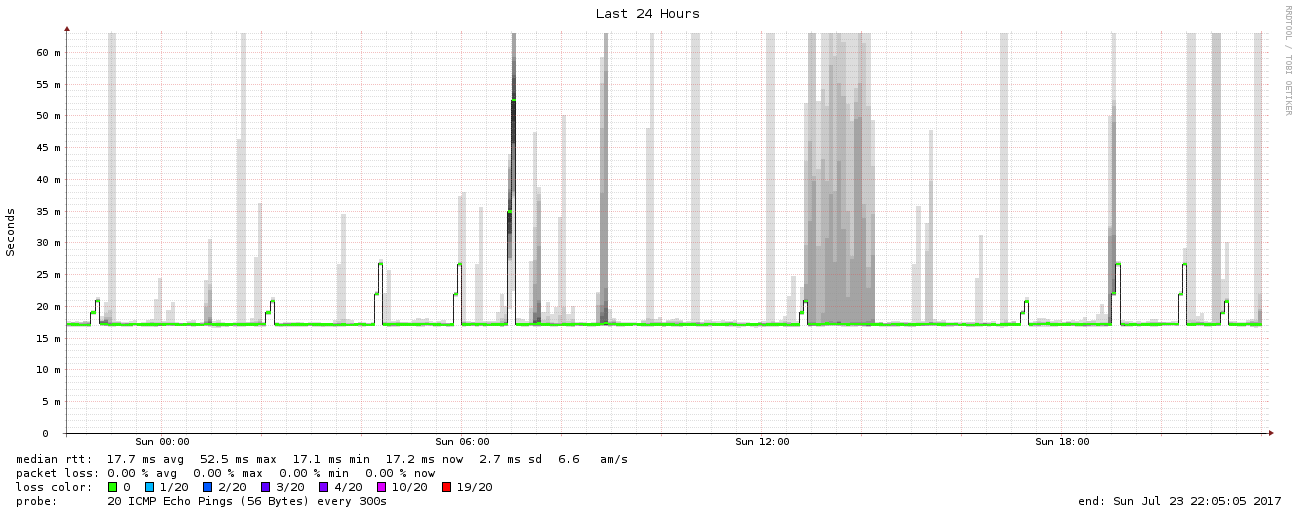 Last 24 Hours
RRDTOOL / TOBI OETIKER
Seconds
60 m
55 m
50 m
45 m
40 m
35 m
30 m
25 m
20 m
15 m
10 m
5 m
0
Sun 00:00 Sun 06:00 Sun 12:00 Sun 18:00
median rtt: 17.7 ms avg 52.5 ms max 17.1 ms min 17.2 ms now 2.7 ms sd 6.6 am/s
packet loss: 0.00 % avg 0.00 % max 0.00 % min 0.00 % now
loss color: 0 1/20 2/20 3/20 4/20 10/20 19/20
probe: 20 ICMP Echo Pings (56 Bytes) every 300s end: Sun Jul 23 22:05:05 2017